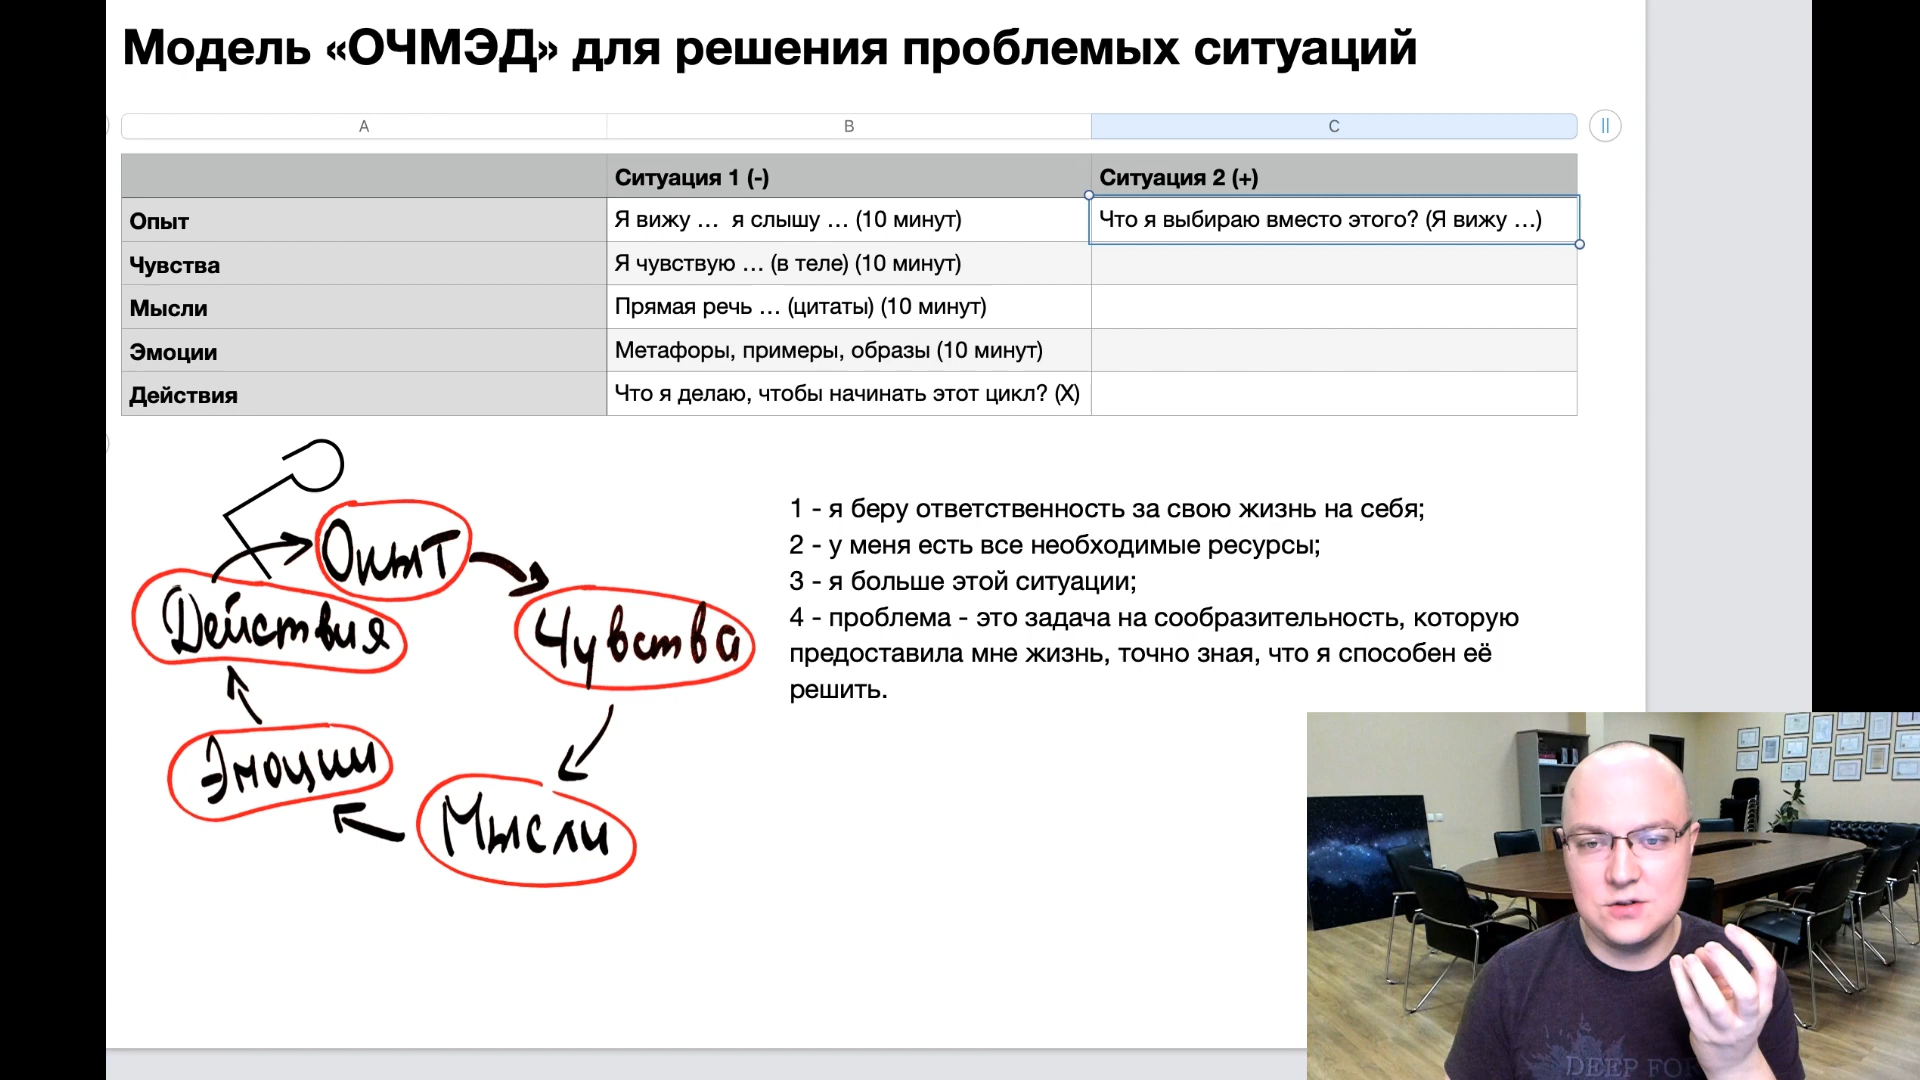 Модель «ОЧМЭД» для решения проблемых ситуаций
A B C
Ситуация 1 (-) Ситуация 2 (+)
Опыт Я вижу … я слышу … (10 минут) Что я выбираю вместо этого? (Я вижу …)
Чувства Я чувствую … (в теле) (10 минут)
Мысли Прямая речь … (цитаты) (10 минут)
Эмоции Метафоры, примеры, образы (10 минут)
Действия Что я делаю, чтобы начинать этот цикл? (X)
Опыт
Действия
Чувства
Эмоции
Мысли
1 - я беру ответственность за свою жизнь на себя;
2 - у меня есть все необходимые ресурсы;
3 - я больше этой ситуации;
4 - проблема - это задача на сообразительность, которую
предоставила мне жизнь, точно зная, что я способен её
решить.
DEEP FOR